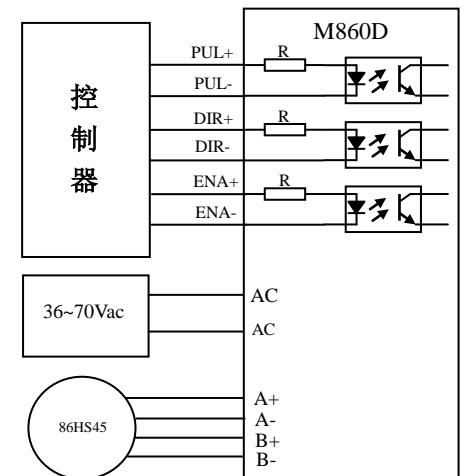 M860D
控制器
PUL+
R
PUL-
DIR+
R
DIR-
ENA+
R
ENA-
36~70Vac
AC
AC
86HS45
A+
A-
B+
B-